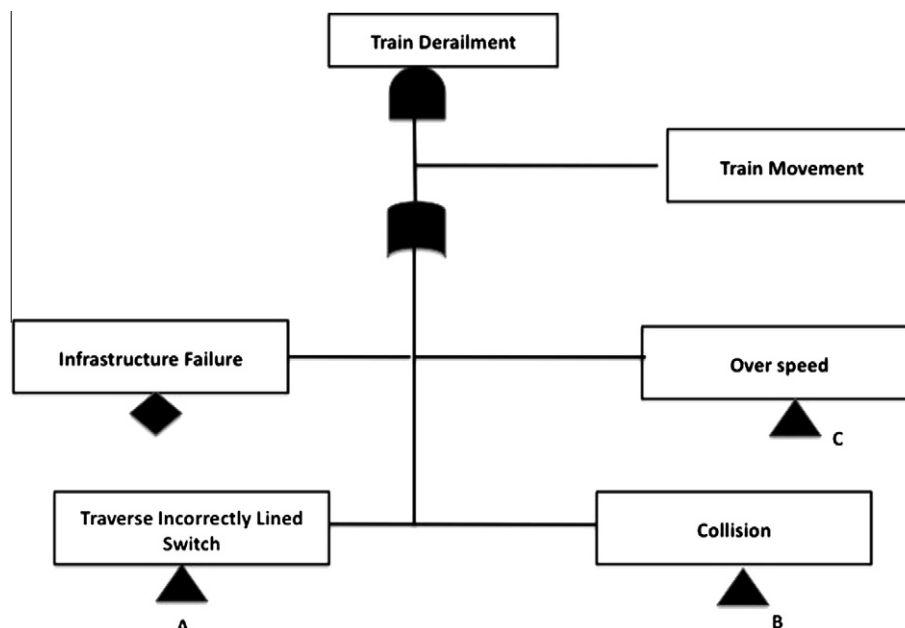 Train Derailment
Train Movement
Infrastructure Failure
Over speed
C
Traverse Incorrectly Lined
Switch
Collision
A
B